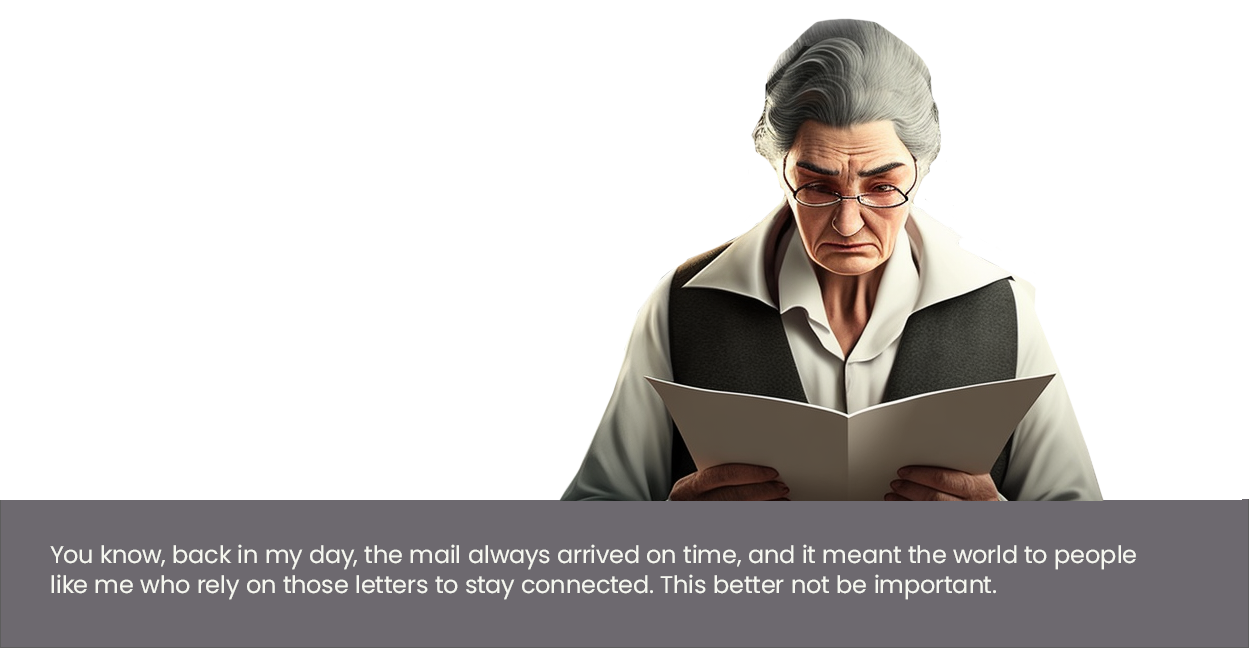 You know, back in my day, the mail always arrived on time, and it meant the world to people
like me who rely on those letters to stay connected. This better not be important.